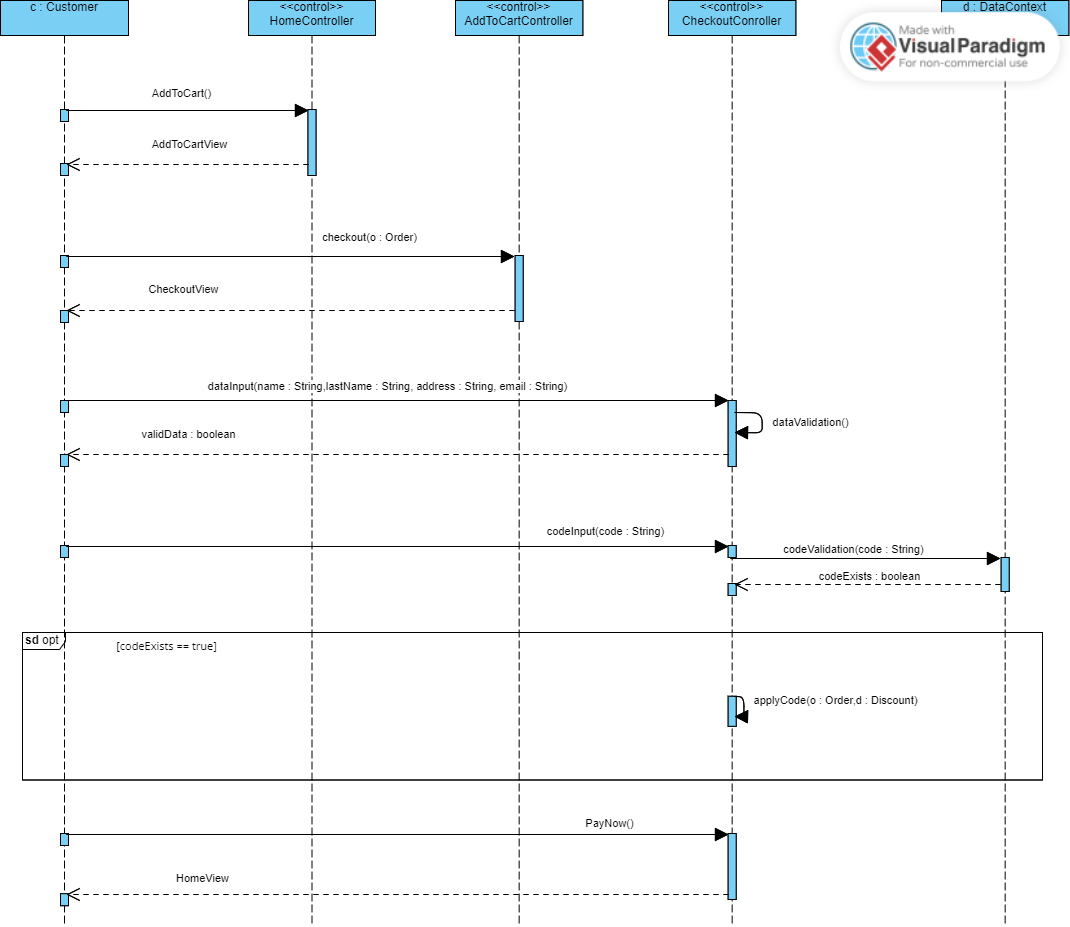 c : Customer
<<control>>
HomeController
<<control>>
AddToCartController
<<control>>
CheckoutConroller
d : DataContext
Made with
VisualParadigm
For non-commercial use
AddToCart()
AddToCartView
checkout(o : Order)
CheckoutView
dataInput(name : String,lastName : String, address : String, email : String)
dataValidation()
validData : boolean
codeInput(code : String)
codeValidation(code : String)
codeExists : boolean
sd opt
[codeExists == true]
applyCode(o : Order,d : Discount)
PayNow()
HomeView